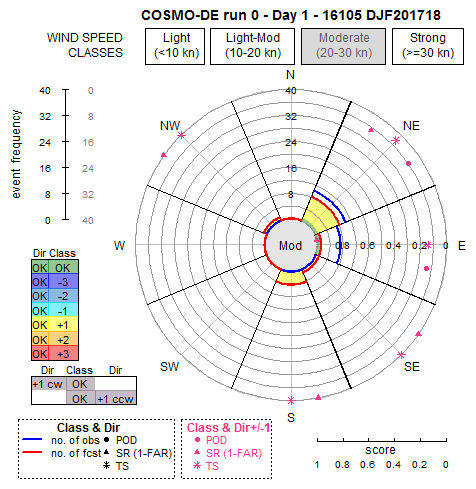 COSMO-DE run 0 - Day 1 - 16105 DJF201718
WIND SPEED CLASSES
Light (<10 kn)
Light-Mod (10-20 kn)
Moderate (20-30 kn)
Strong (>=30 kn)
N
40 0
32 8
24 16
16 24
8 32
0 40
event frequency
40
32
24
16
8
NW
NE
W
Mod
0.8 0.6 0.4 0.2 0
E
SW
SE
S
Dir Class
OK OK
OK -3
OK -2
OK -1
OK +1
OK +2
OK +3
Dir Class Dir
+1 cw OK
OK +1 ccw
Class & Dir
no. of obs POD
no. of fcst SR (1-FAR)
TS
Class & Dir+/-1
POD
SR (1-FAR)
TS
score
1 0.8 0.6 0.4 0.2 0